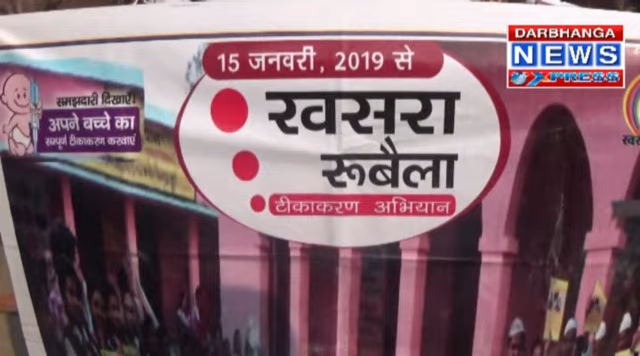 DARBHANGA
NEWS
XPRESS
15 जनवरी, 2019 से
खसरा
रूबैला
टीकाकरण अभियान
समझदारी दिखाएँ!
अपने बच्चे का
सम्पूर्ण टीकाकरण करवाएं